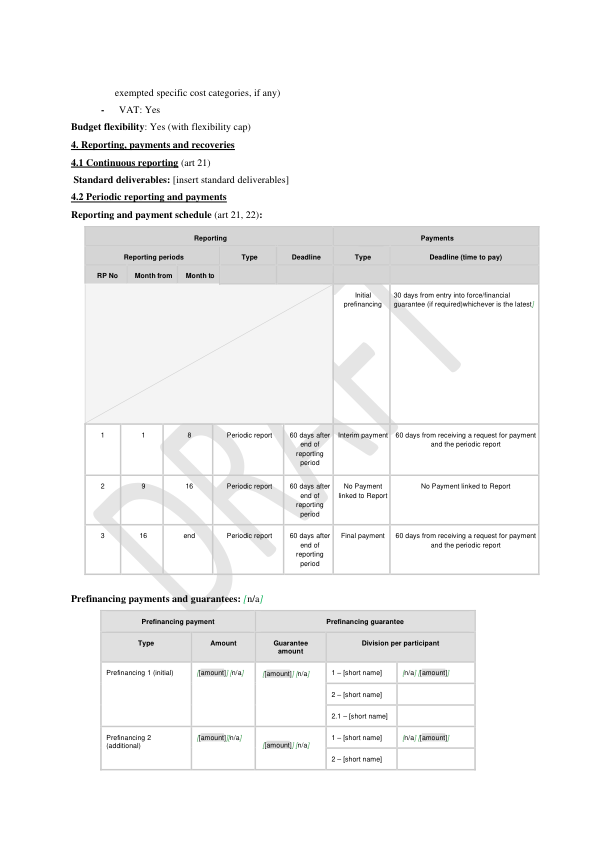 exempted specific cost categories, if any)
- VAT: Yes
Budget flexibility: Yes (with flexibility cap)
4. Reporting, payments and recoveries
4.1 Continuous reporting (art 21)
Standard deliverables: [insert standard deliverables]
4.2 Periodic reporting and payments
Reporting and payment schedule (art 21, 22):
Reporting Payments
Reporting periods Type Deadline Type Deadline (time to pay)
RP No Month from Month to
Initial prefinancing 30 days from entry into force/financial
guarantee (if required)whichever is the latest]
1 1 8 Periodic report 60 days after end of reporting period Interim payment 60 days from receiving a request for payment
and the periodic report
2 9 16 Periodic report 60 days after end of reporting period No Payment linked to Report No Payment linked to Report
3 16 end Periodic report 60 days after end of reporting period Final payment 60 days from receiving a request for payment
and the periodic report
DRAFT
Prefinancing payments and guarantees: [n/a]
Prefinancing payment Prefinancing guarantee
Type Amount Guarantee amount Division per participant
Prefinancing 1 (initial) [[amount]] [n/a] [[amount]] [n/a] 1 – [short name] [n/a] [[amount]]
2 – [short name]
2.1 – [short name]
Prefinancing 2 (additional) [[amount]][n/a] [[amount]] [n/a] 1 – [short name] [n/a] [[amount]]
2 – [short name]